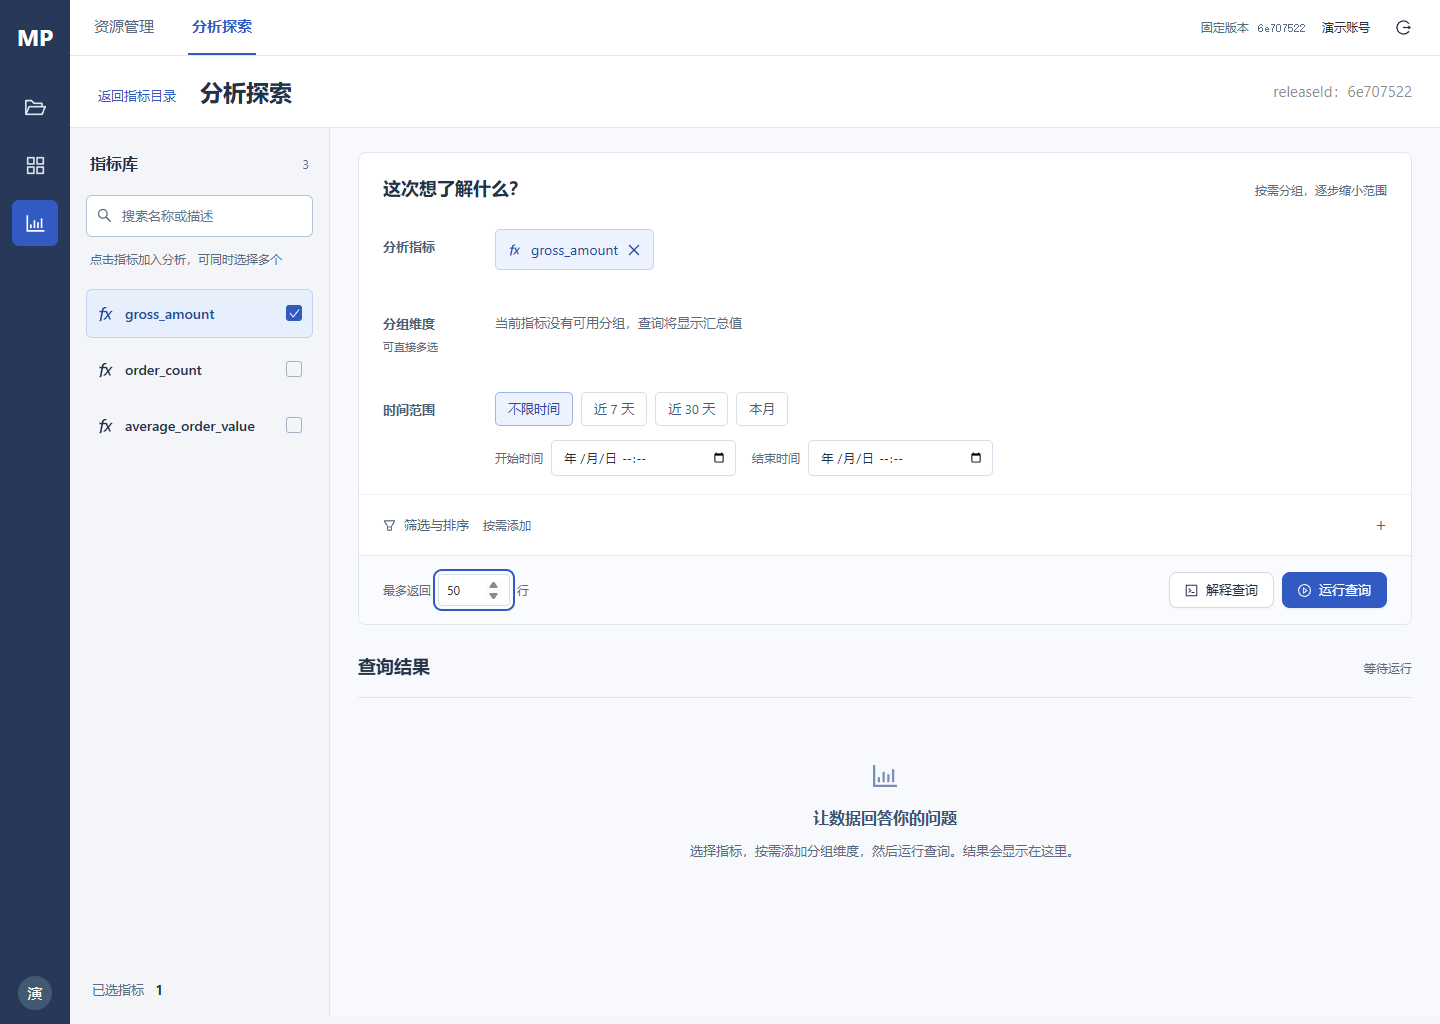 MP
资源管理
分析探索
固定版本 6e707522 演示账号
返回指标目录
分析探索
releaseId: 6e707522
指标库
3
搜索名称或描述
点击指标加入分析，可同时选择多个
fx gross_amount
fx order_count
fx average_order_value
已选指标 1
演
这次想了解什么？
按需分组，逐步缩小范围
分析指标
fx gross_amount
分组维度
可直接多选
当前指标没有可用分组，查询将显示汇总值
时间范围
不限时间 近 7 天 近 30 天 本月
开始时间 年 /月/日 --:-- 结束时间 年 /月/日 --:--
筛选与排序 按需添加
+
最多返回 50 行
解释查询
运行查询
查询结果
等待运行
让数据回答你的问题
选择指标，按需添加分组维度，然后运行查询。结果会显示在这里。